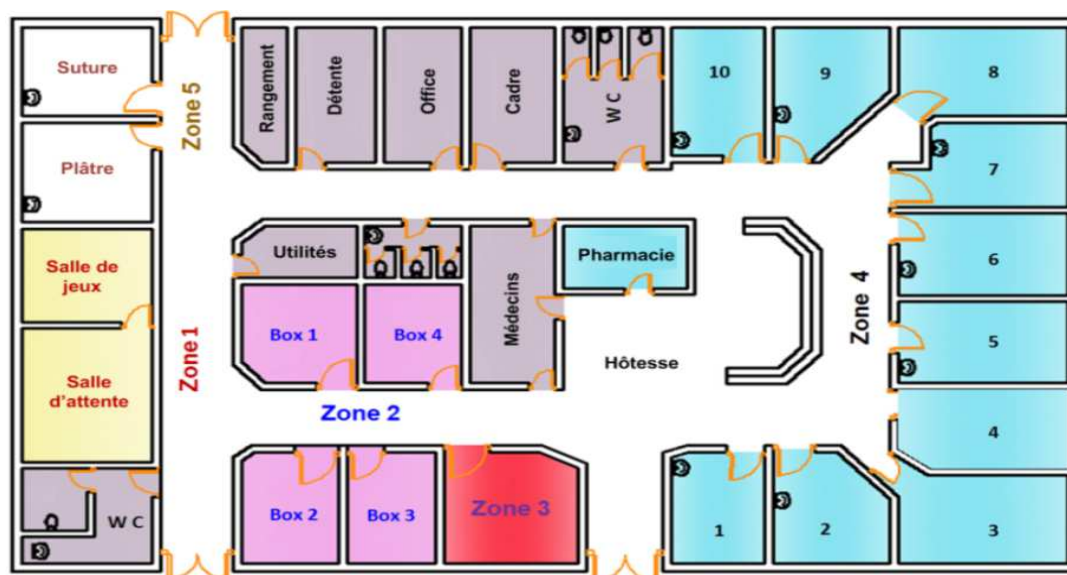 Suture
Plâtre
Salle de
jeux
Salle
d'attente
W C
Zone 5
Zone 1
Rangement
Détente
Office
Cadre
W C
10
9
8
7
6
5
4
3
2
1
Utilités
Médecins
Pharmacie
Box 1
Box 4
Hôtesse
Zone 4
Zone 2
Box 2
Box 3
Zone 3